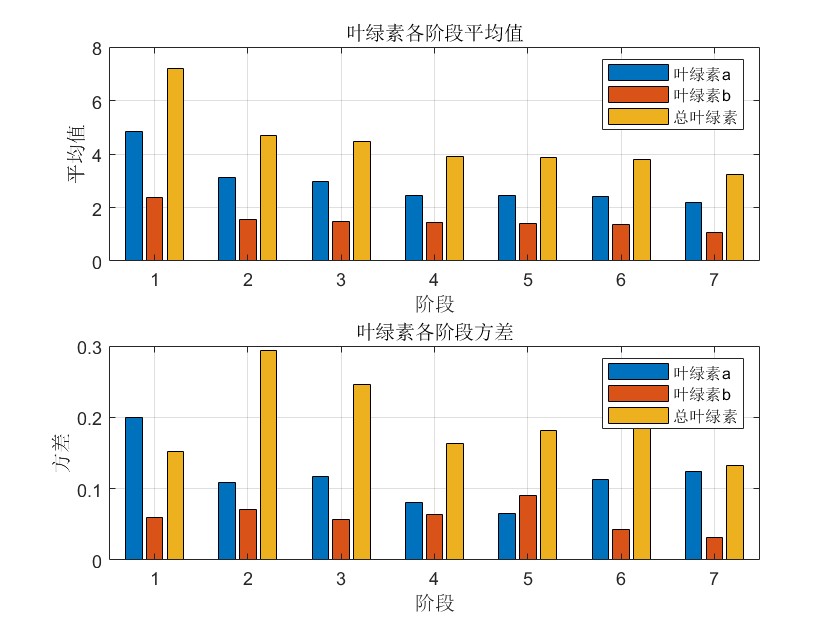 叶绿素各阶段平均值
8
6
4
2
0
平均值
叶绿素a
叶绿素b
总叶绿素
1 2 3 4 5 6 7
阶段
叶绿素各阶段方差
0.3
0.2
0.1
0
方差
叶绿素a
叶绿素b
总叶绿素
1 2 3 4 5 6 7
阶段